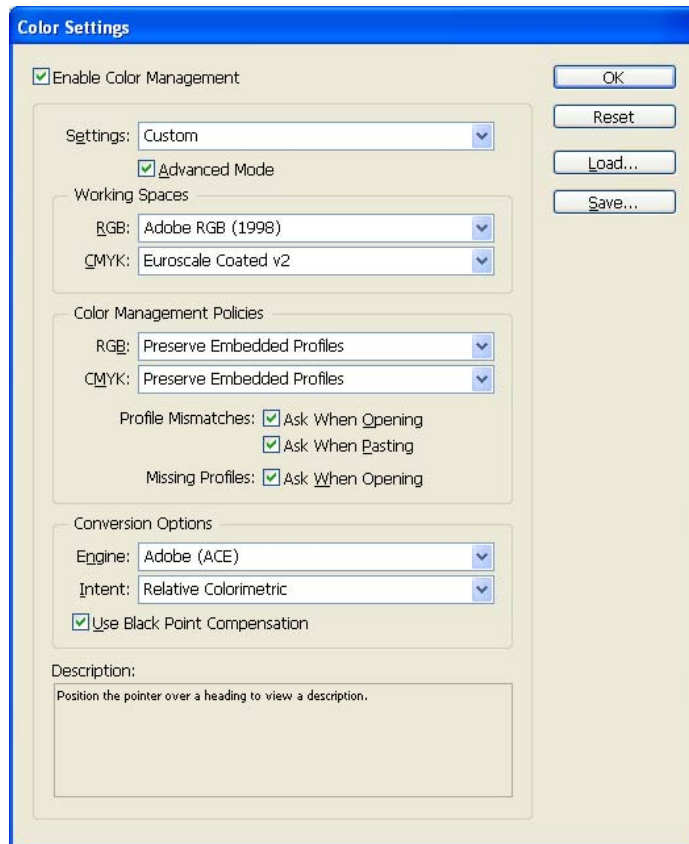 Color Settings
Enable Color Management
OK
Reset
Load...
Save...
Settings: Custom
Advanced Mode
Working Spaces
RGB: Adobe RGB (1998)
CMYK: Euroscale Coated v2
Color Management Policies
RGB: Preserve Embedded Profiles
CMYK: Preserve Embedded Profiles
Profile Mismatches: Ask When Opening
Ask When Pasting
Missing Profiles: Ask When Opening
Conversion Options
Engine: Adobe (ACE)
Intent: Relative Colorimetric
Use Black Point Compensation
Description:
Position the pointer over a heading to view a description.